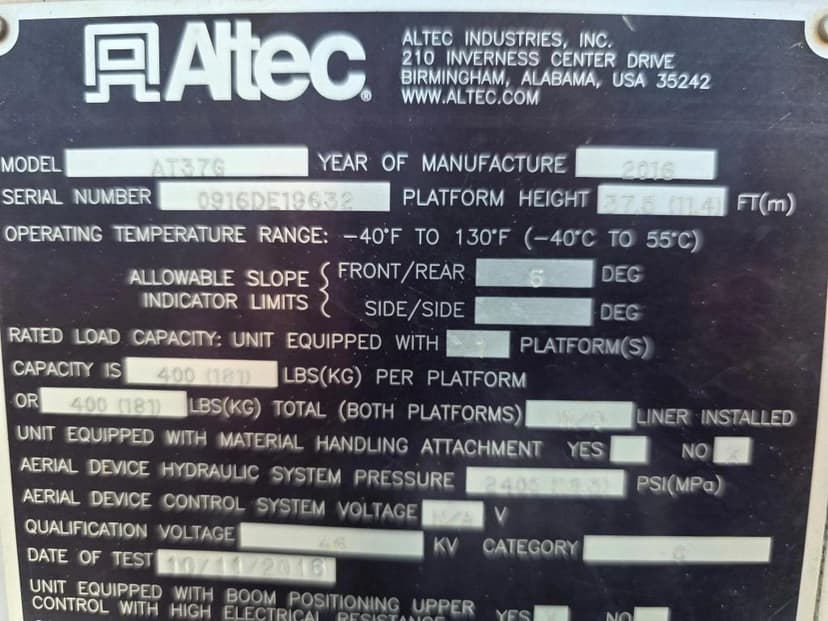 Altec®
ALTEC INDUSTRIES, INC.
210 INVERNESS CENTER DRIVE
BIRMINGHAM, ALABAMA, USA 35242
WWW.ALTEC.COM
MODEL AT37G YEAR OF MANUFACTURE 2016
SERIAL NUMBER 0916DE19632 PLATFORM HEIGHT 37.5 (11.4) FT(m)
OPERATING TEMPERATURE RANGE: -40°F TO 130°F (-40°C TO 55°C)
ALLOWABLE SLOPE INDICATOR LIMITS { FRONT/REAR DEG
SIDE/SIDE DEG
RATED LOAD CAPACITY: UNIT EQUIPPED WITH 1 PLATFORM(S)
CAPACITY IS 400 (181) LBS(KG) PER PLATFORM
OR 400 (181) LBS(KG) TOTAL (BOTH PLATFORMS) LINER INSTALLED
UNIT EQUIPPED WITH MATERIAL HANDLING ATTACHMENT YES NO X
AERIAL DEVICE HYDRAULIC SYSTEM PRESSURE PSI(MPa)
AERIAL DEVICE CONTROL SYSTEM VOLTAGE N/A V
QUALIFICATION VOLTAGE 46 KV CATEGORY C
DATE OF TEST 10/11/2016
UNIT EQUIPPED WITH BOOM POSITIONING UPPER
CONTROL WITH HIGH ELECTRICAL RESISTANCE YES NO